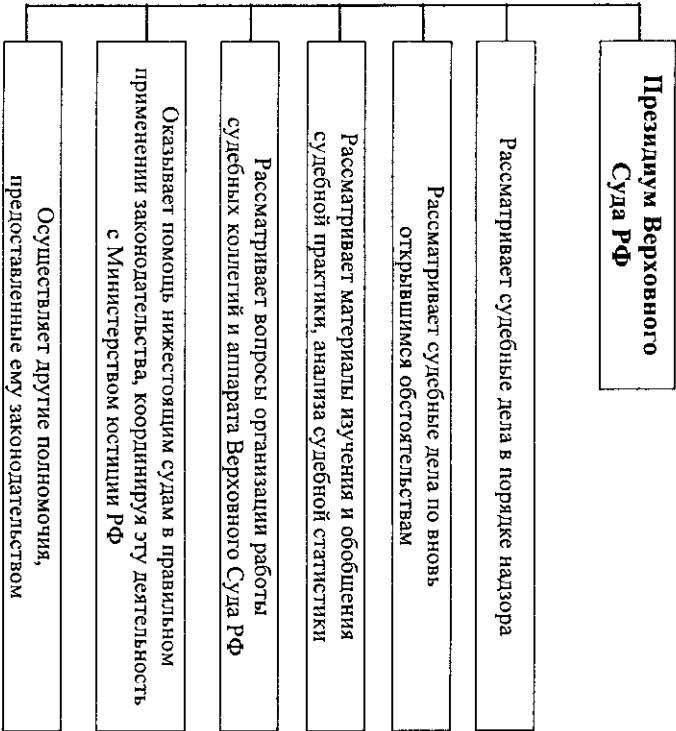 Президиум Верховного
Суда РФ
Рассматривает судебные дела в порядке надзора
Рассматривает судебные дела по вновь
открывшимся обстоятельствам
Рассматривает материалы изучения и обобщения
судебной практики, анализа судебной статистики
Рассматривает вопросы организации работы
судебных коллегий и аппарата Верховного Суда РФ
Оказывает помощь нижестоящим судам в правильном
применении законодательства, координируя эту деятельность
с Министерством юстиции РФ
Осуществляет другие полномочия,
предоставленные ему законодательством